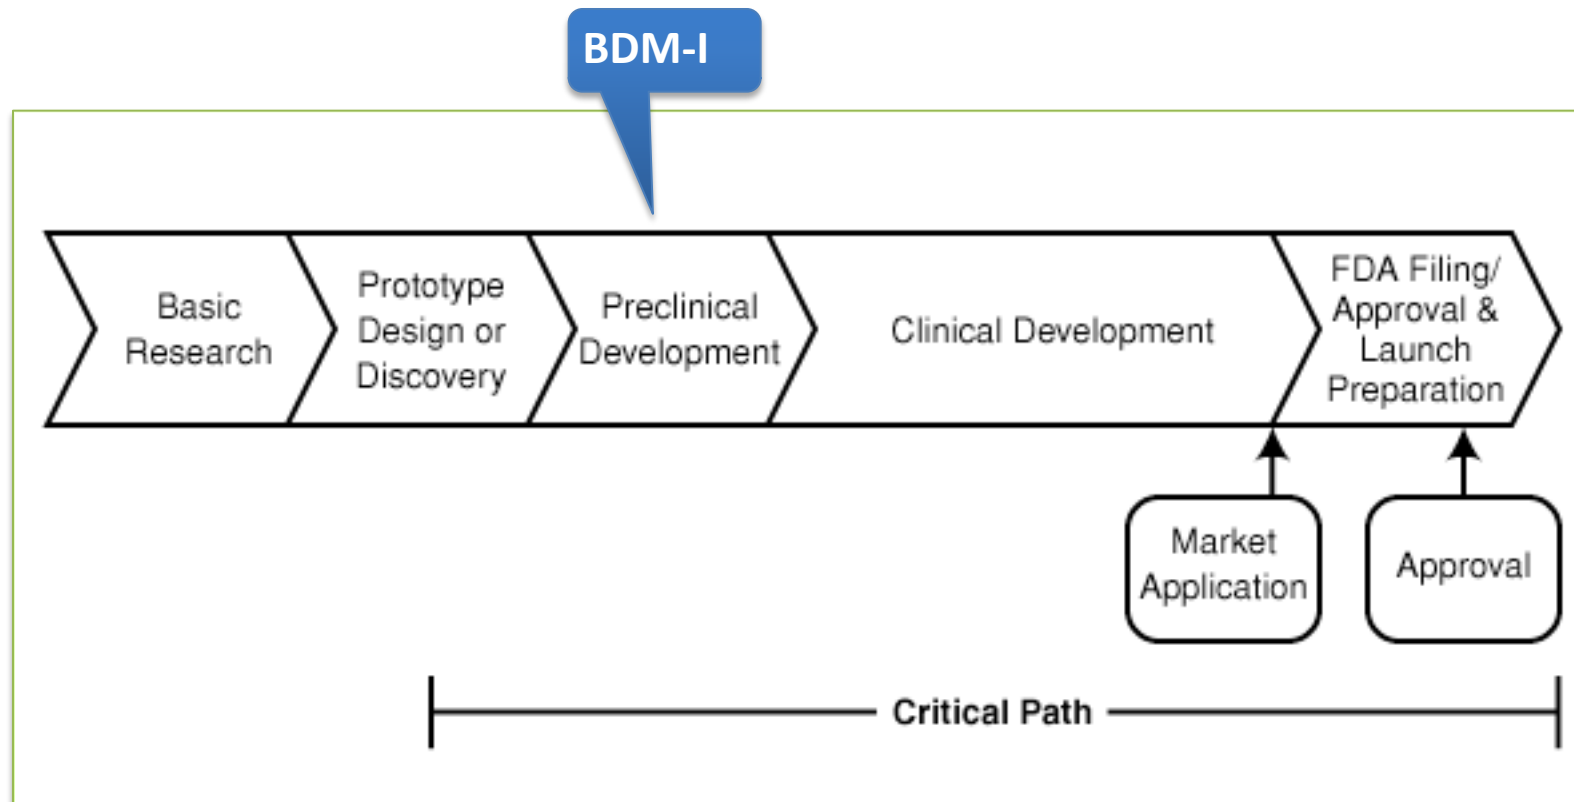 BDM-I
Basic
Research
Prototype
Design or
Discovery
Preclinical
Development
Clinical Development
FDA Filing/
Approval &
Launch
Preparation
Market
Application
Approval
Critical Path